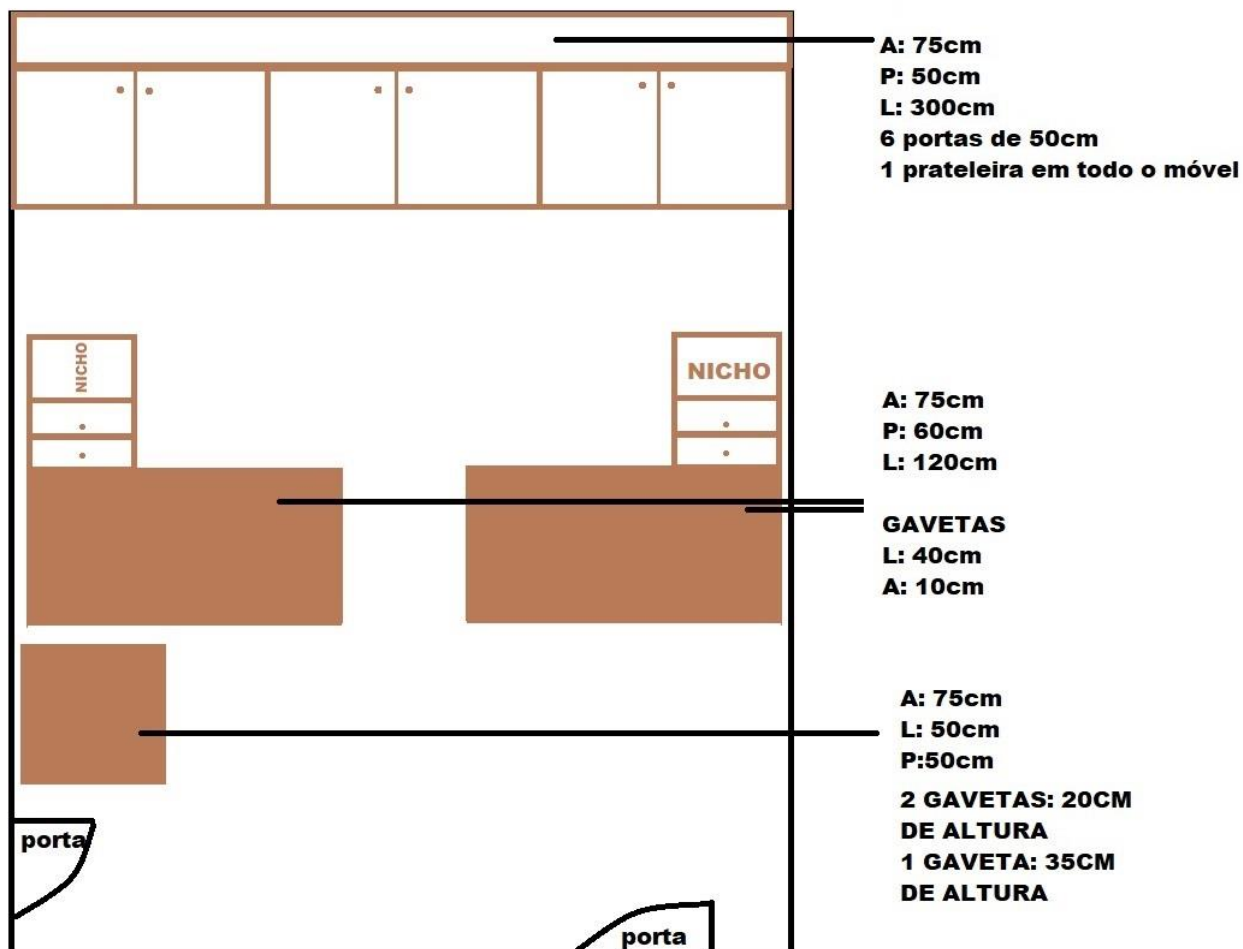 A: 75cm
P: 50cm
L: 300cm
6 portas de 50cm
1 prateleira em todo o móvel
NICHO
NICHO
A: 75cm
P: 60cm
L: 120cm
GAVETAS
L: 40cm
A: 10cm
A: 75cm
L: 50cm
P:50cm
2 GAVETAS: 20CM
DE ALTURA
1 GAVETA: 35CM
DE ALTURA
porta
porta